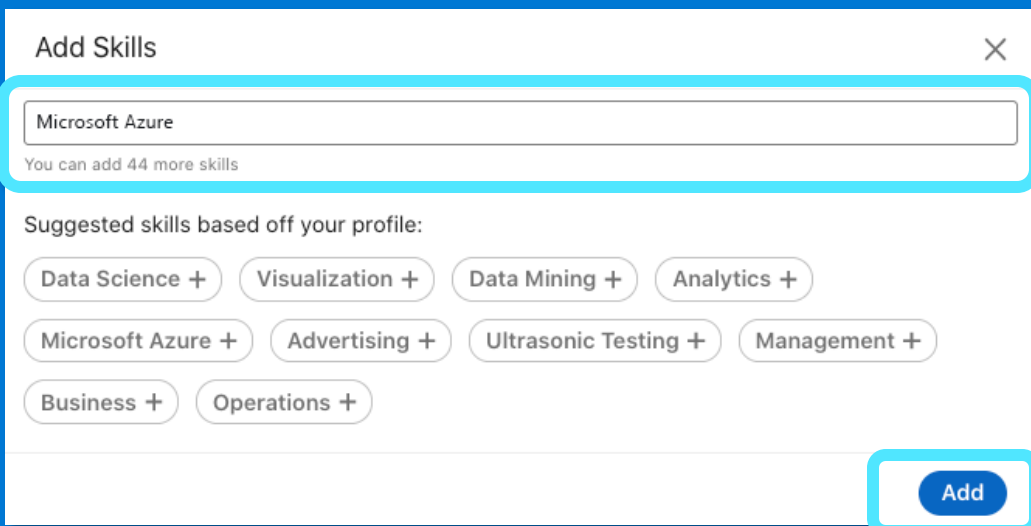 Add Skills
Microsoft Azure
You can add 44 more skills
Suggested skills based off your profile:
Data Science + Visualization + Data Mining + Analytics +
Microsoft Azure + Advertising + Ultrasonic Testing + Management +
Business + Operations +
Add